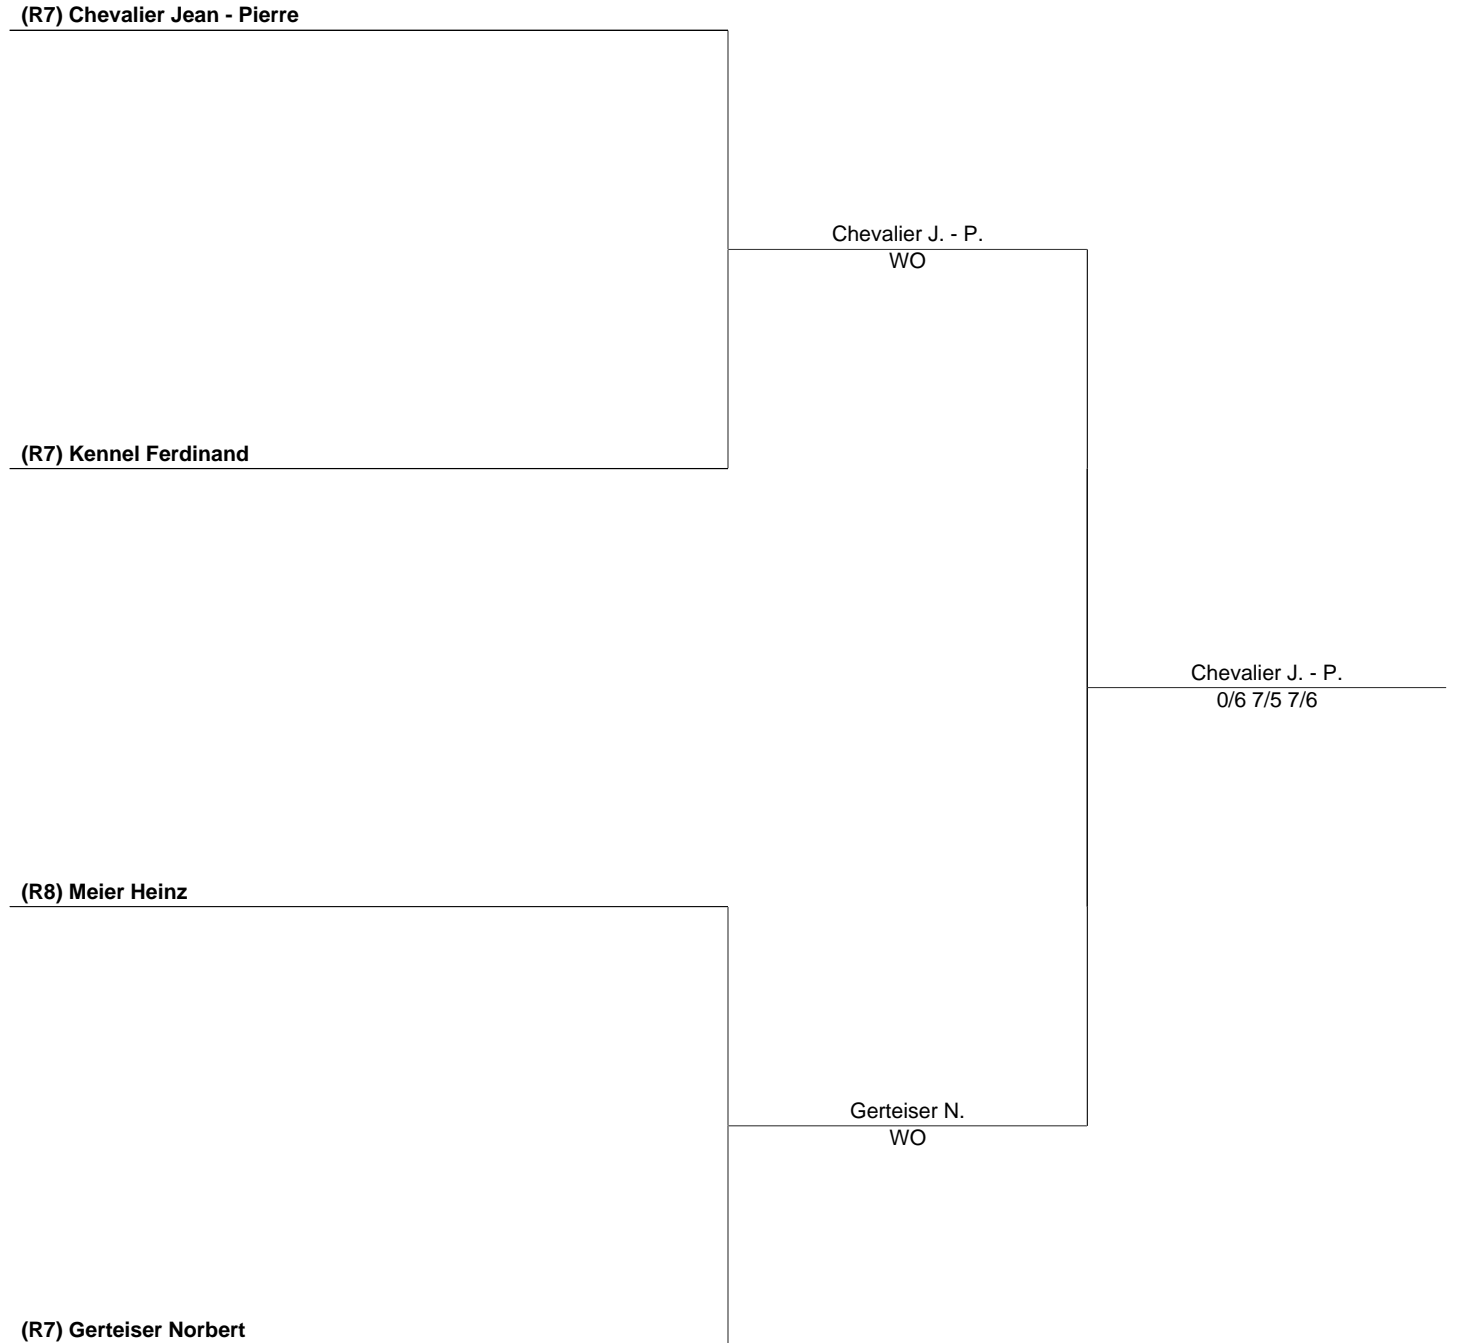 (R7) Chevalier Jean - Pierre
Chevalier J. - P.
WO
(R7) Kennel Ferdinand
Chevalier J. - P.
0/6 7/5 7/6
(R8) Meier Heinz
Gerteiser N.
WO
(R7) Gerteiser Norbert